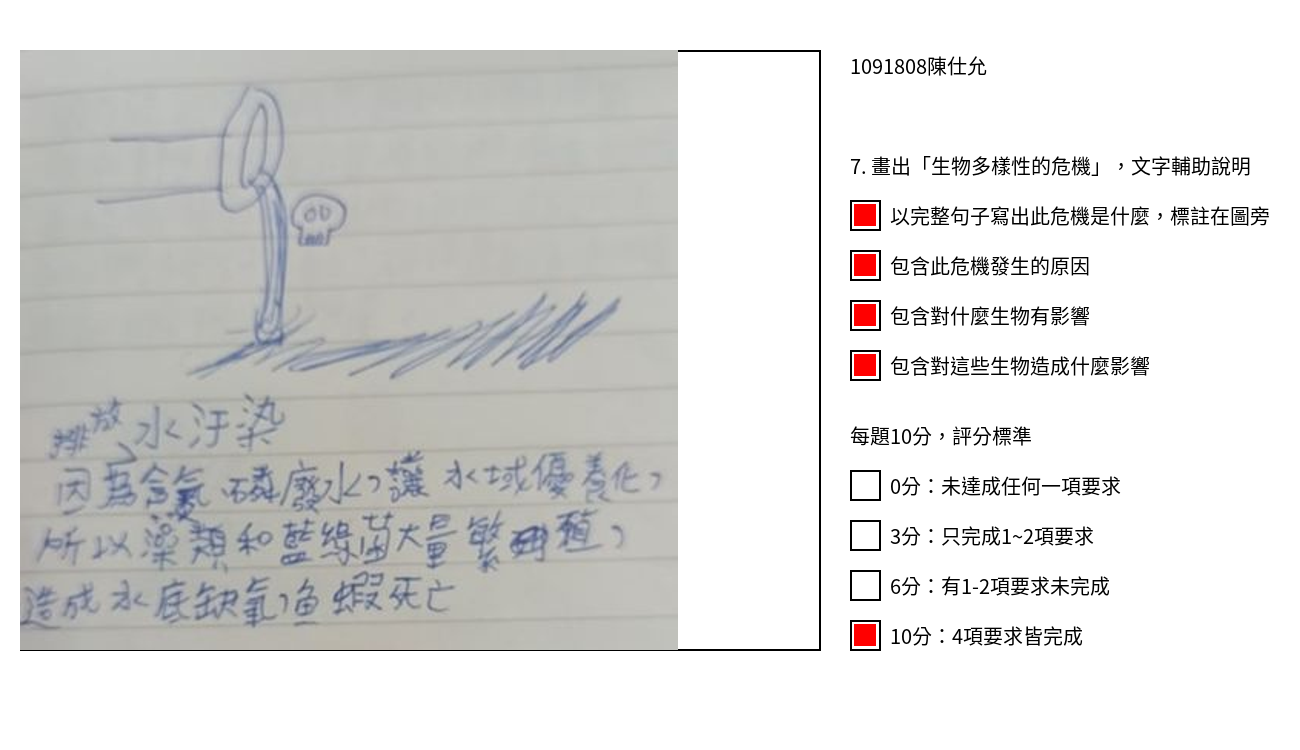 排放水汙染
因為含氮磷廢水,讓水域優養化,
所以藻類和藍綠菌大量繁殖,
造成水底缺氧,魚蝦死亡
1091808陳仕允
7. 畫出「生物多樣性的危機」，文字輔助說明
以完整句子寫出此危機是什麼，標註在圖旁
包含此危機發生的原因
包含對什麼生物有影響
包含對這些生物造成什麼影響
每題10分，評分標準
0分：未達成任何一項要求
3分：只完成1~2項要求
6分：有1-2項要求未完成
10分：4項要求皆完成